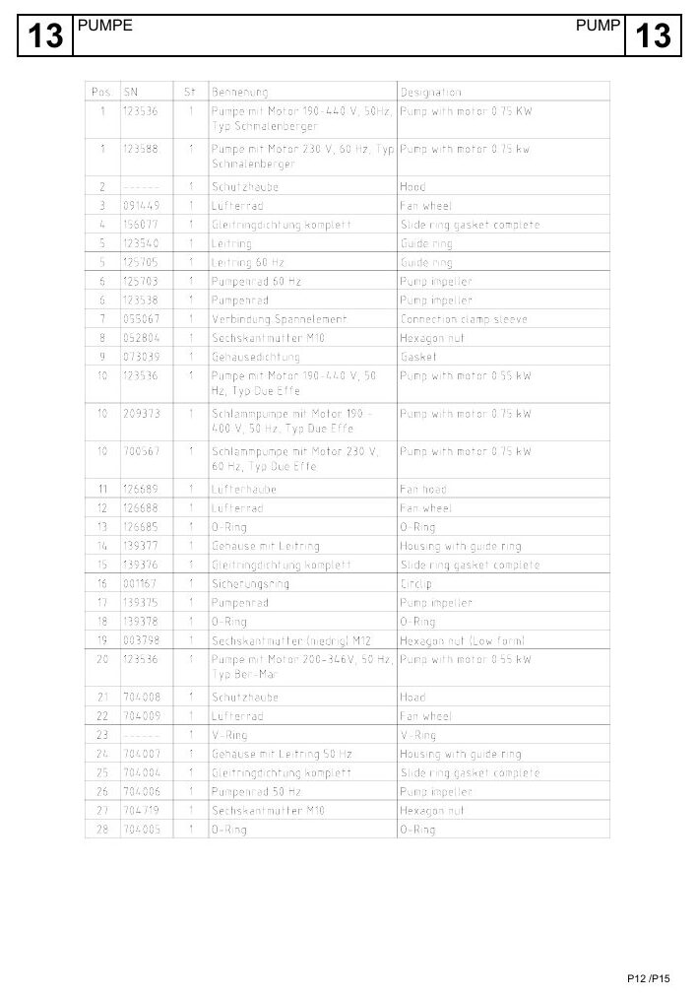 13 PUMPE PUMP 13
Pos. SN St Bennenung Designation
1 123536 1 Pumpe mit Motor 190-440 V, 50Hz, Pump with motor 0.75 KW
Typ Schmalenberger
1 123588 1 Pumpe mit Motor 230 V, 60 Hz, Typ Pump with motor 0.75 kw
Schmalenberger
2 ------ 1 Schutzhaube Hood
3 091449 1 Lüfterrad Fan wheel
4 156077 1 Gleitringdichtung komplett Slide ring gasket complete
5 123540 1 Leitring Guide ring
5 125705 1 Leitring 60 Hz Guide ring
6 125703 1 Pumpenrad 60 Hz Pump impeller
6 123538 1 Pumpenrad Pump impeller
7 055067 1 Verbindung.Spannelement Connection clamp.sleeve
8 052804 1 Sechskantmutter M10 Hexagon nut
9 073039 1 Gehäusedichtung Gasket
10 123536 1 Pumpe mit Motor 190-440 V, 50 Pump with motor 0.55 kW
Hz, Typ Due Effe
10 209373 1 Schlammpumpe mit Motor 190 - Pump with motor 0.75 kW
400 V, 50 Hz, Typ Due Effe
10 700567 1 Schlammpumpe mit Motor 230 V, Pump with motor 0.75 kW
60 Hz, Typ Due Effe
11 126689 1 Lüfterhaube Fan hoad
12 126688 1 Lüfterrad Fan wheel
13 126685 1 O-Ring O-Ring
14 139377 1 Gehäuse mit Leitring Housing with guide ring
15 139376 1 Gleitringdichtung komplett Slide ring gasket complete
16 001167 1 Sicherungsring Circlip
17 139375 1 Pumpenrad Pump impeller
18 139378 1 O-Ring O-Ring
19 003798 1 Sechskantmutter (niedrig) M12 Hexagon nut (Low form)
20 123536 1 Pumpe mit Motor 200-346V, 50 Hz, Pump with motor 0.55 kW
Typ Ber-Mar
21 704008 1 Schutzhaube Hoad
22 704009 1 Lüfterrad Fan wheel
23 ------ 1 V-Ring V-Ring
24 704007 1 Gehäuse mit Leitring 50 Hz Housing with guide ring
25 704004 1 Gleitringdichtung komplett Slide ring gasket complete
26 704006 1 Pumpenrad 50 Hz Pump impeller
27 704719 1 Sechskantmutter M10 Hexagon nut
28 704005 1 O-Ring O-Ring
P12 /P15